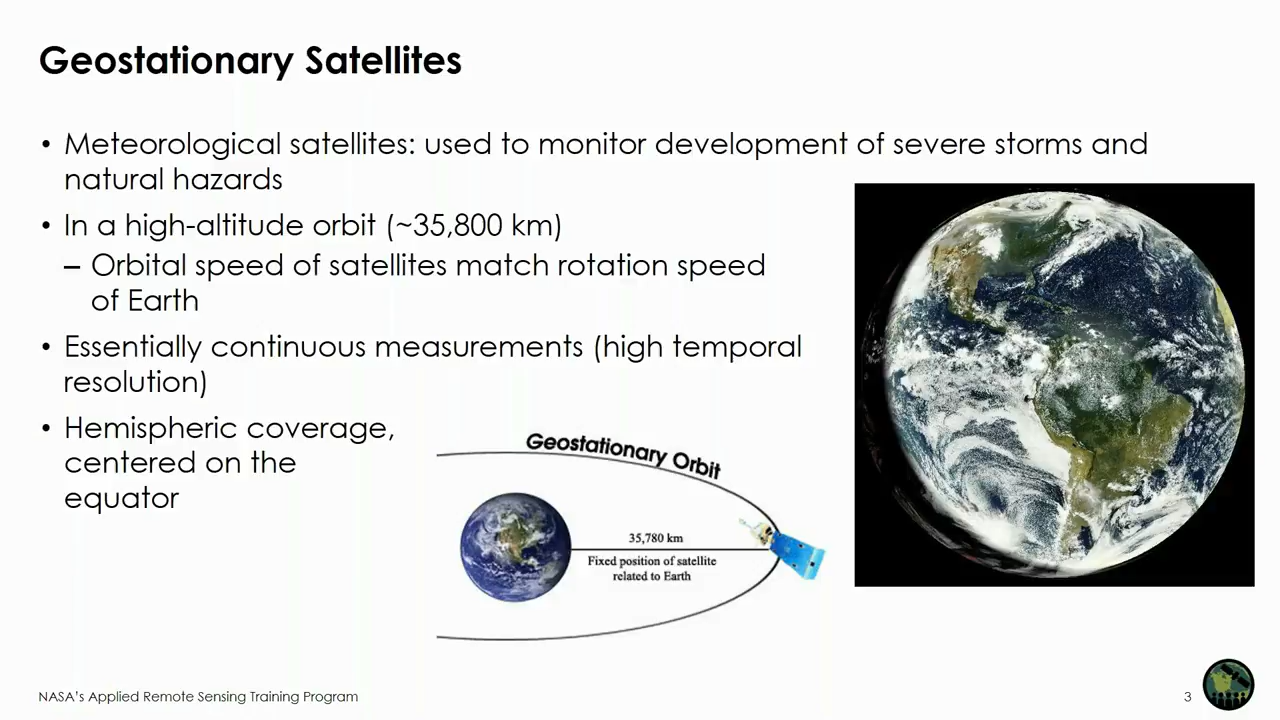 Geostationary Satellites
• Meteorological satellites: used to monitor development of severe storms and
natural hazards
• In a high-altitude orbit (~35,800 km)
– Orbital speed of satellites match rotation speed
of Earth
• Essentially continuous measurements (high temporal
resolution)
• Hemispheric coverage,
centered on the
equator
Geostationary Orbit
35,780 km
Fixed position of satellite
related to Earth
NASA's Applied Remote Sensing Training Program
3